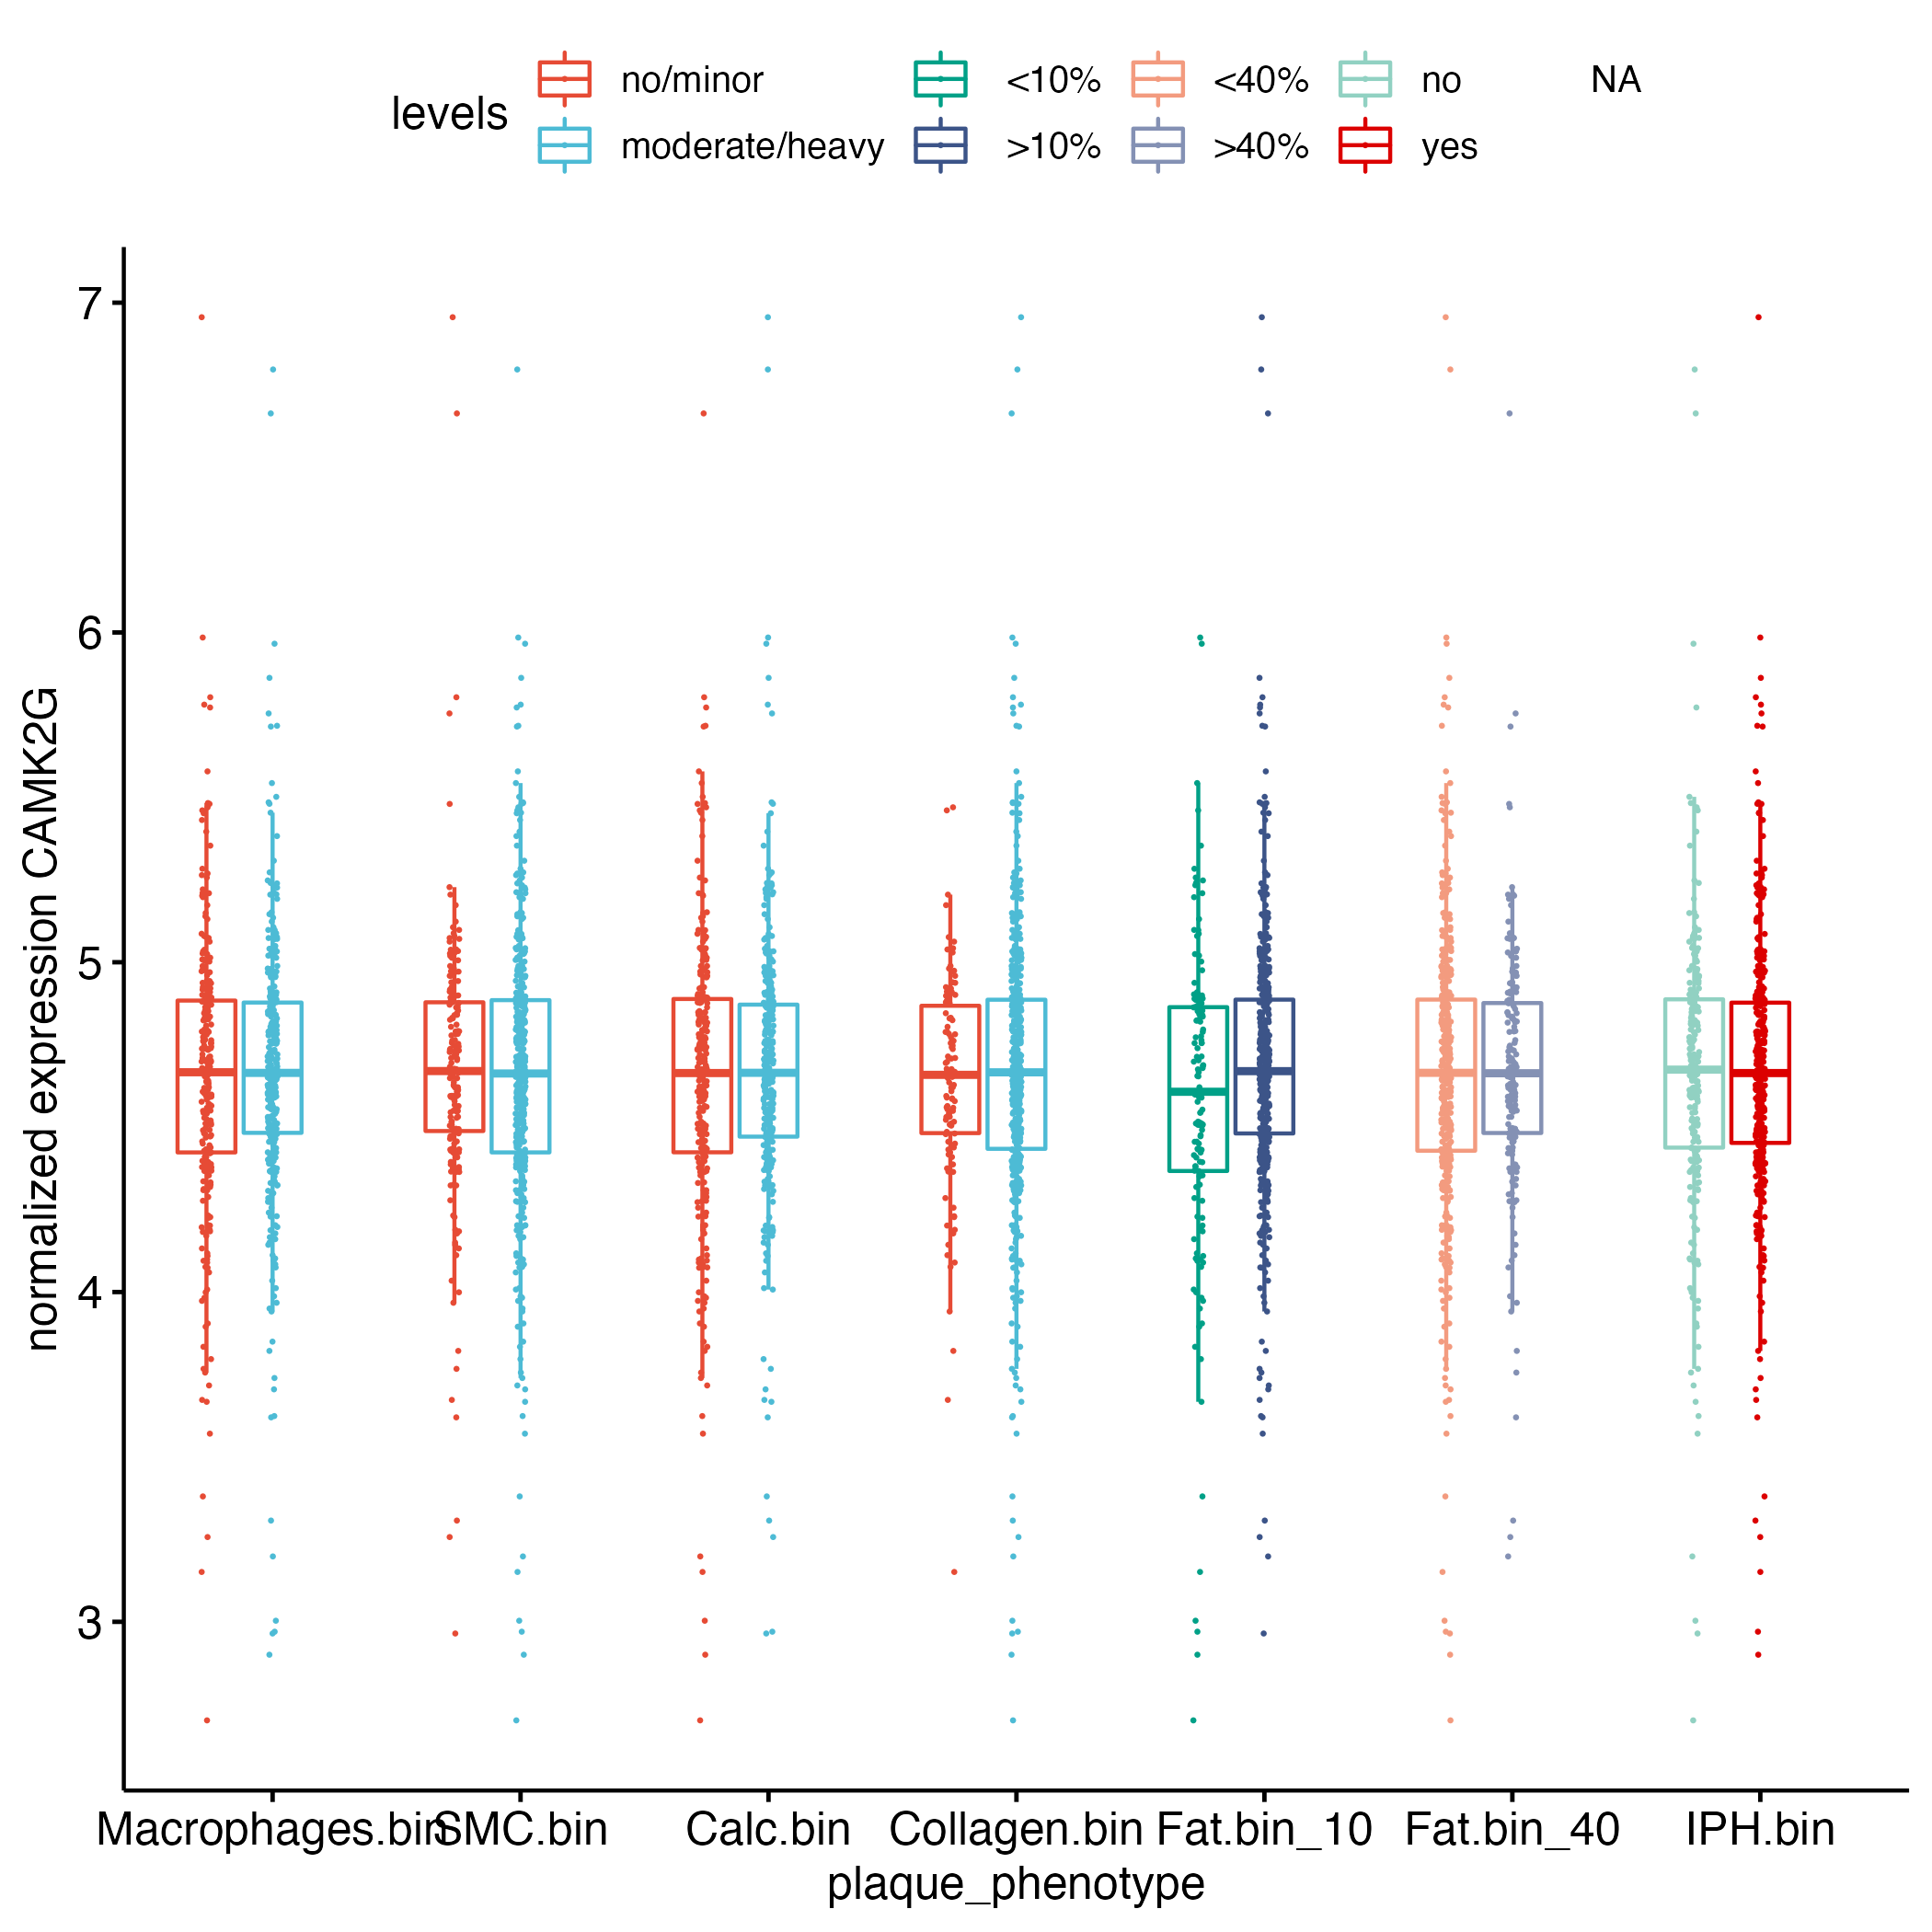 levels
no/minor <10% <40% no NA
moderate/heavy >10% >40% yes
normalized expression CAMK2G
7
6
5
4
3
Macrophages.bin SMC.bin Calc.bin Collagen.bin Fat.bin_10 Fat.bin_40 IPH.bin
plaque_phenotype